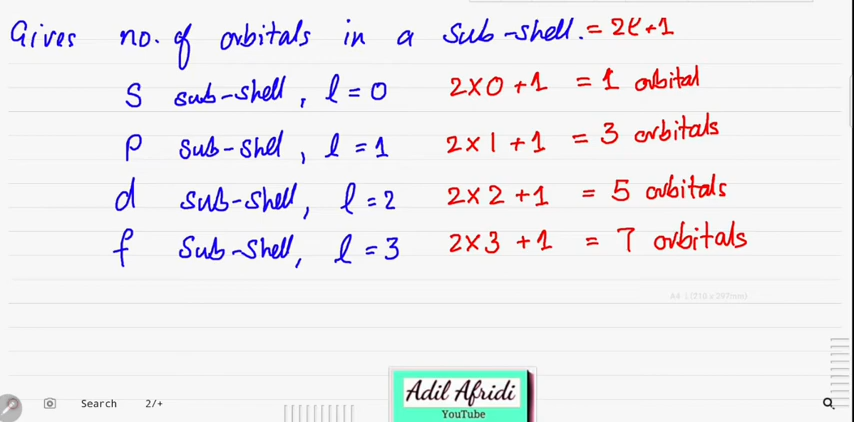 Gives no. of orbitals in a sub-shell. = 2l+1
S sub-shell, l = 0 2×0+1 = 1 orbital
P sub-shel, l = 1 2×1+1 = 3 orbitals
d sub-shell, l = 2 2×2+1 = 5 orbitals
f sub-shell, l = 3 2×3+1 = 7 orbitals
A4 : L (210 x 297mm)
Adil Afridi
YouTube
Search 2/+